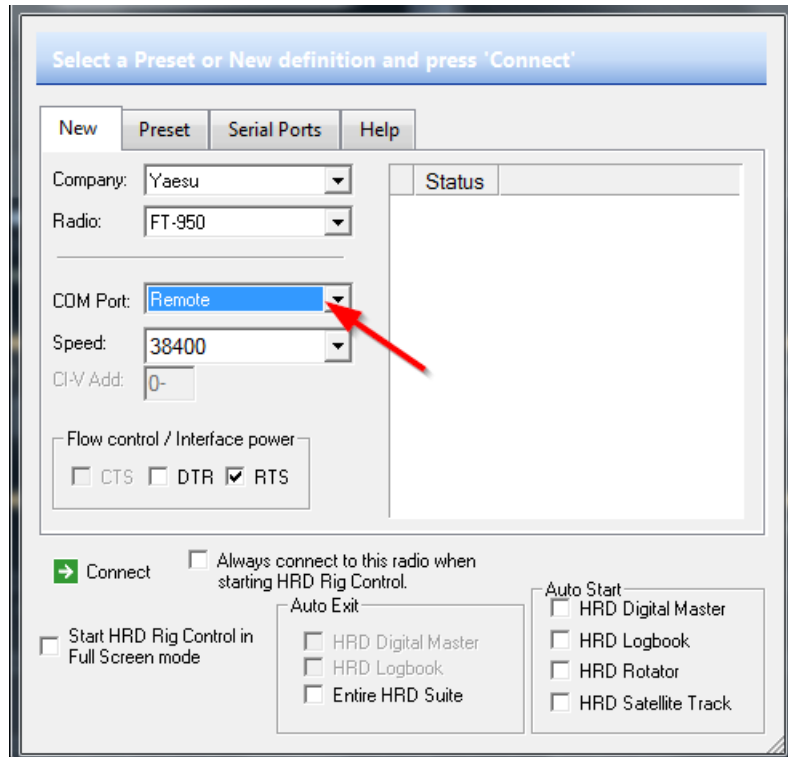 Select a Preset or New definition and press 'Connect'
New Preset Serial Ports Help
Company: Yaesu
Status
Radio: FT-950
COM Port: Remote
Speed: 38400
CI-V Add: 0-
Flow control / Interface power
CTS DTR RTS
Connect
Always connect to this radio when
starting HRD Rig Control.
Start HRD Rig Control in
Full Screen mode
Auto Exit
HRD Digital Master
HRD Logbook
Entire HRD Suite
Auto Start
HRD Digital Master
HRD Logbook
HRD Rotator
HRD Satellite Track